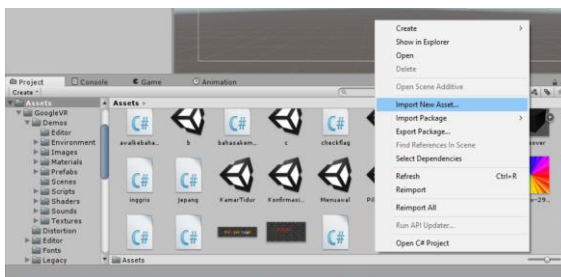 Project
Console
Game
Animation
Create
Assets
GoogleVR
Demos
Editor
Environment
Images
Materials
Prefabs
Scenes
Scripts
Shaders
Sounds
Textures
Distortion
Editor
Fonts
Legacy
Assets
C# C# C#
b
bahasakem...
c
checkflag
C# C#
inggris
jepang
KamarTidur
Konfirmasi...
Menuawal
C# C# C#
Assets
Create
Show in Explorer
Open
Delete
Open Scene Additive
Import New Asset...
Import Package
Export Package...
Find References In Scene
Select Dependencies
Refresh Ctrl+R
Reimport
Reimport All
Run API Updater...
Open C# Project